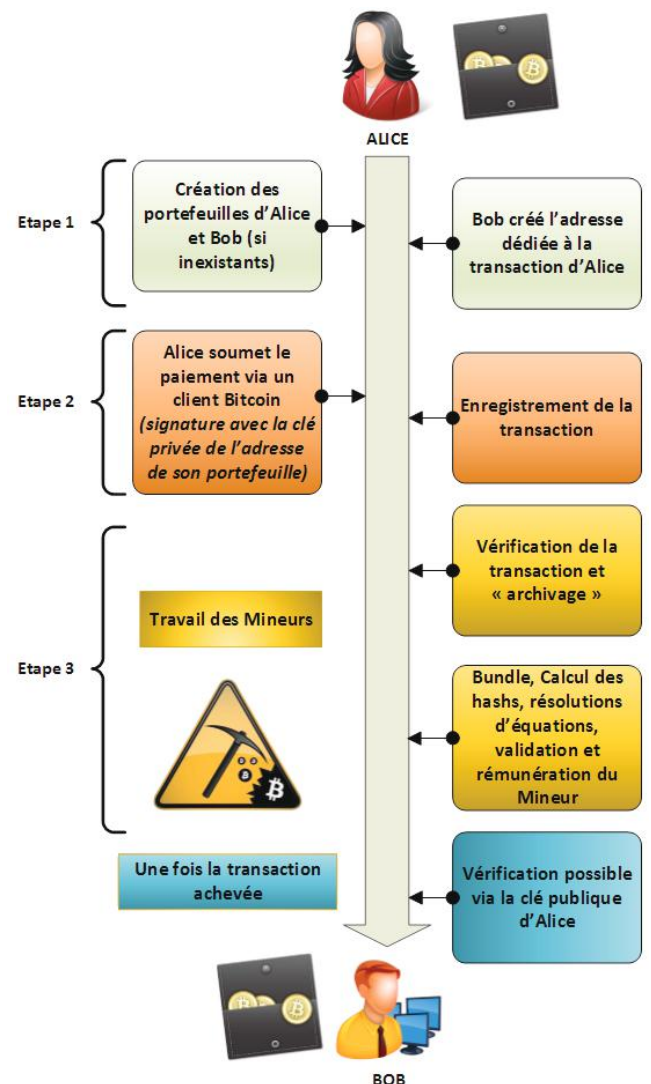 ALICE
Etape 1
Création des
portefeuilles d'Alice
et Bob (si
inexistants)
Bob créé l'adresse
dédiée à la
transaction d'Alice
Etape 2
Alice soumet le
paiement via un
client Bitcoin
(signature avec la clé
privée de l'adresse
de son portefeuille)
Enregistrement de la
transaction
Etape 3
Travail des Mineurs
Vérification de la
transaction et
« archivage »
Bundle, Calcul des
hashs, résolutions
d'équations,
validation et
rémunération du
Mineur
Une fois la transaction
achevée
Vérification possible
via la clé publique
d'Alice
BOB